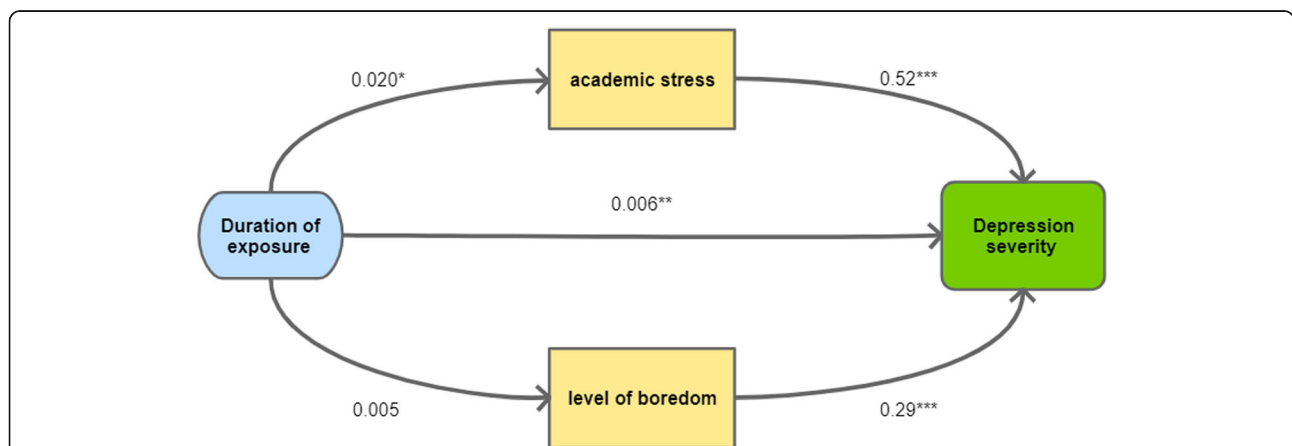 0.020*
academic stress
0.52***
Duration of
exposure
0.006**
Depression
severity
0.005
level of boredom
0.29***